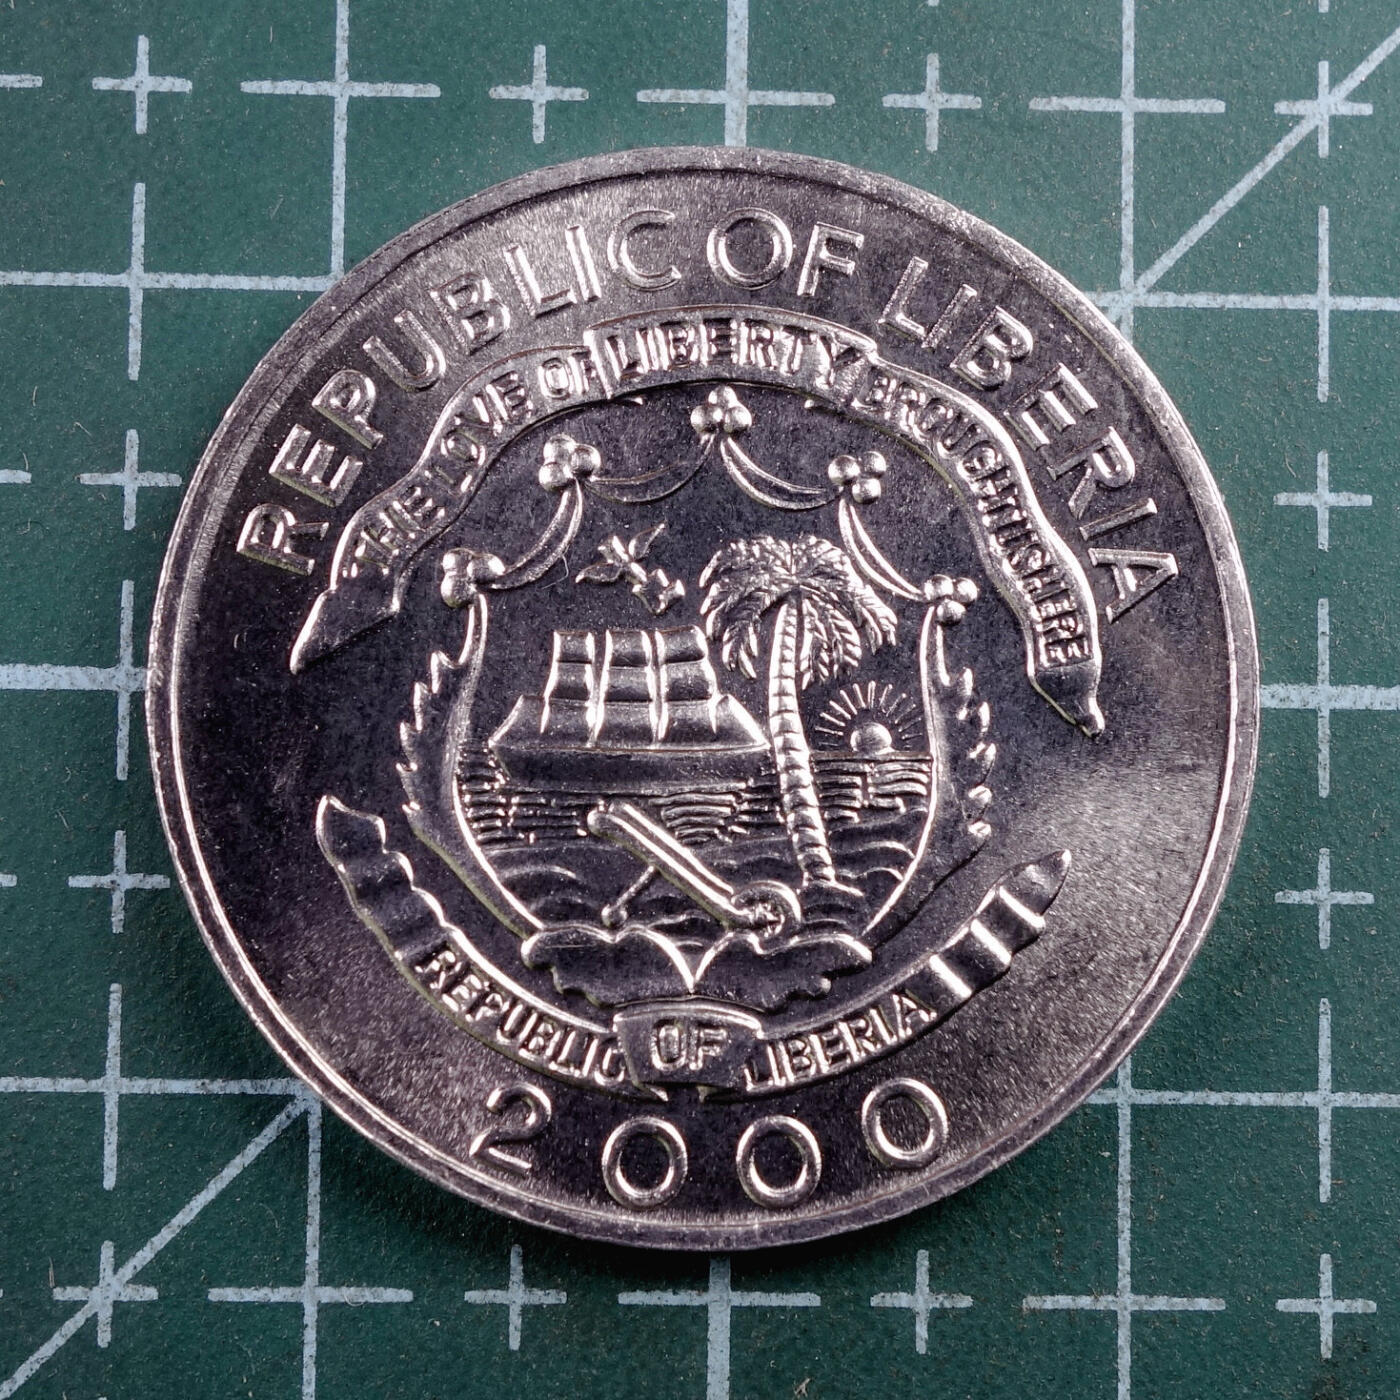 REPUBLIC OF LIBERIA
THE LOVE OF LIBERTY BROUGHT US HERE
REPUBLIC OF LIBERIA
2000